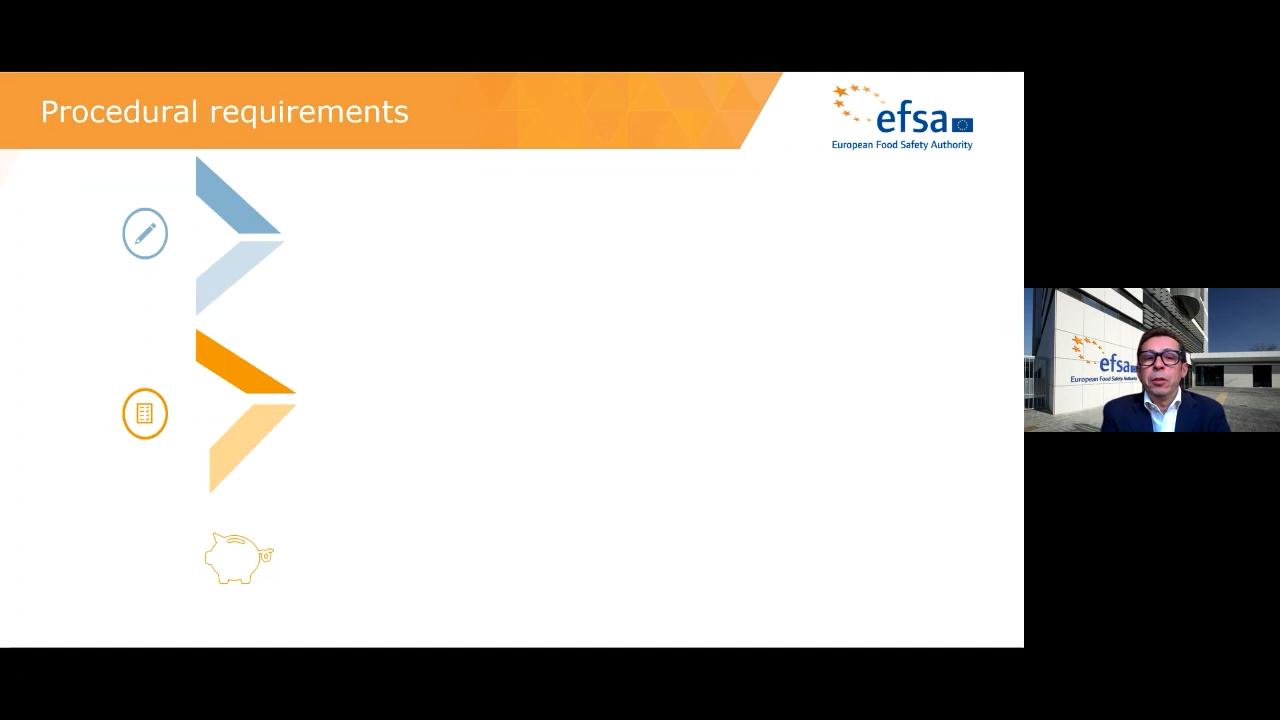 Procedural requirements
efsa
European Food Safety Authority
efsa
European Food Safety Authority